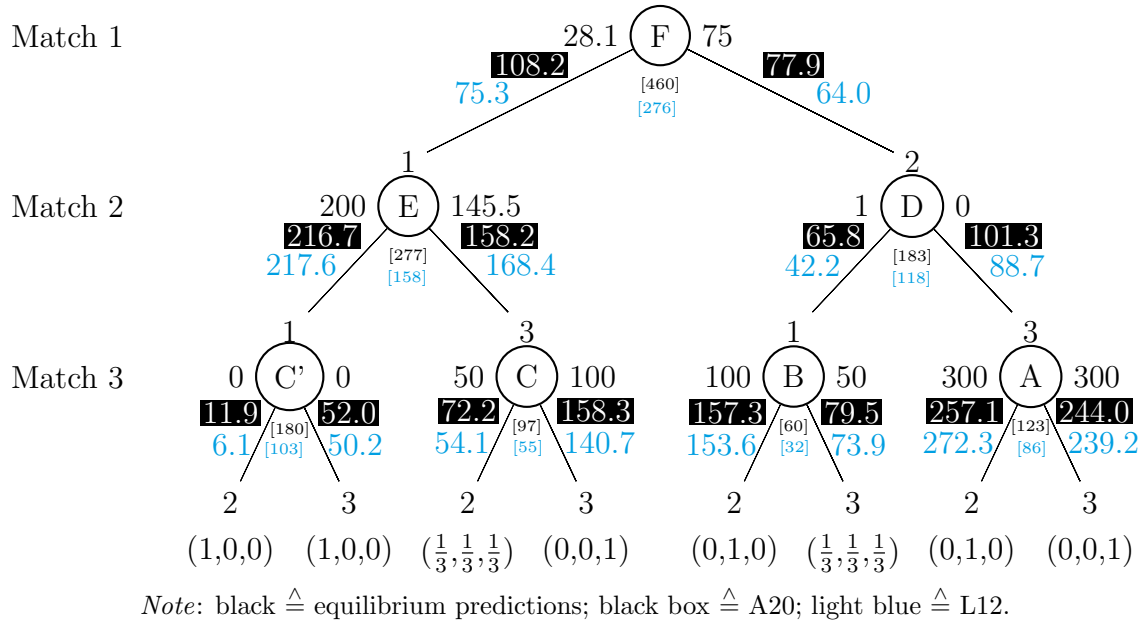 Match 1 28.1 F 75
108.2 77.9
75.3 [460] 64.0
[276]
1 2
Match 2 200 E 145.5 1 D 0
216.7 158.2 65.8 101.3
217.6 [277] 168.4 42.2 [183] 88.7
[158] [118]
1 3 1 3
Match 3 0 C' 0 50 C 100 100 B 50 300 A 300
11.9 52.0 72.2 158.3 157.3 79.5 257.1 244.0
6.1 [180] 50.2 54.1 [97] 140.7 153.6 [60] 73.9 272.3 [123] 239.2
[103] [55] [32] [86]
2 3 2 3 2 3 2 3
(1,0,0) (1,0,0) (1/3,1/3,1/3) (0,0,1) (0,1,0) (1/3,1/3,1/3) (0,1,0) (0,0,1)
Note: black ≙ equilibrium predictions; black box ≙ A20; light blue ≙ L12.